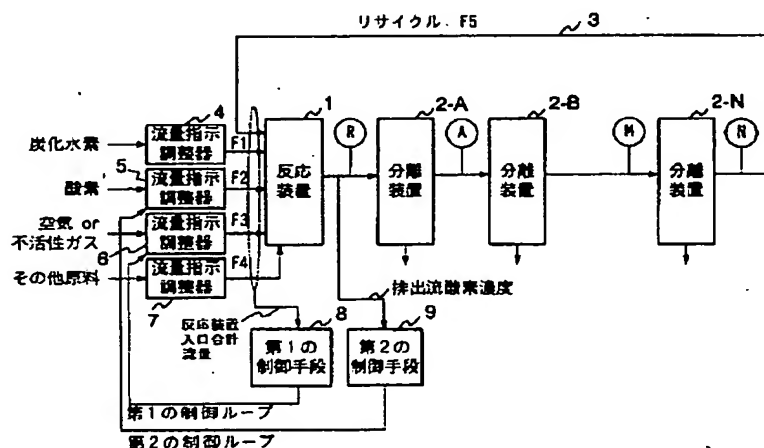 リサイクル F5
3
4
1
2-A
2-B
2-N
炭化水素
流量指示
調整器
F1
R
A
M
N
5
酸素
流量指示
調整器
F2
反応
装置
分離
装置
分離
装置
分離
装置
空気 or
不活性ガス
流量指示
調整器
F3
6
その他原料
流量指示
調整器
F4
7
排出流酸素濃度
反応装置
入口合計
流量
8
9
第1の
制御手段
第2の
制御手段
第1の制御ループ
第2の制御ループ